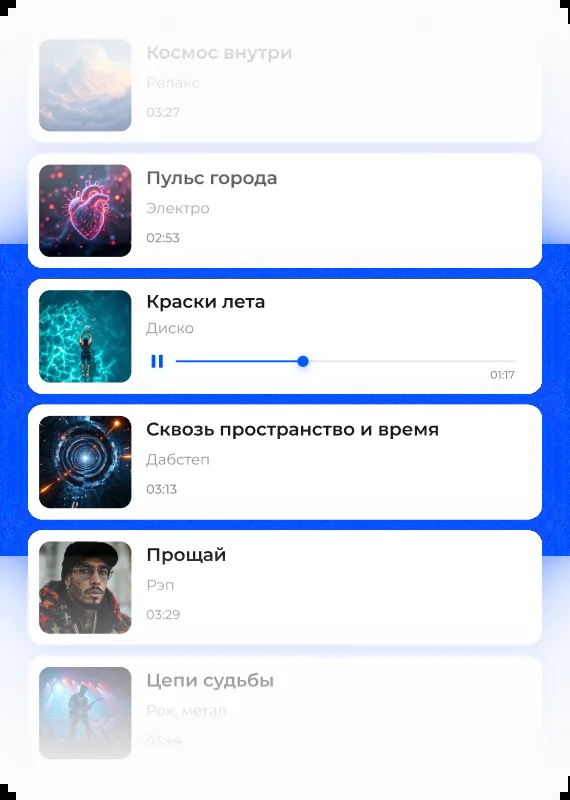 Космос внутри
Релакс
03:27
Пульс города
Электро
02:53
Краски лета
Диско
01:17
Сквозь пространство и время
Дабстеп
03:13
Прощай
Рэп
03:29
Цепи судьбы
Рок, метал
03:44